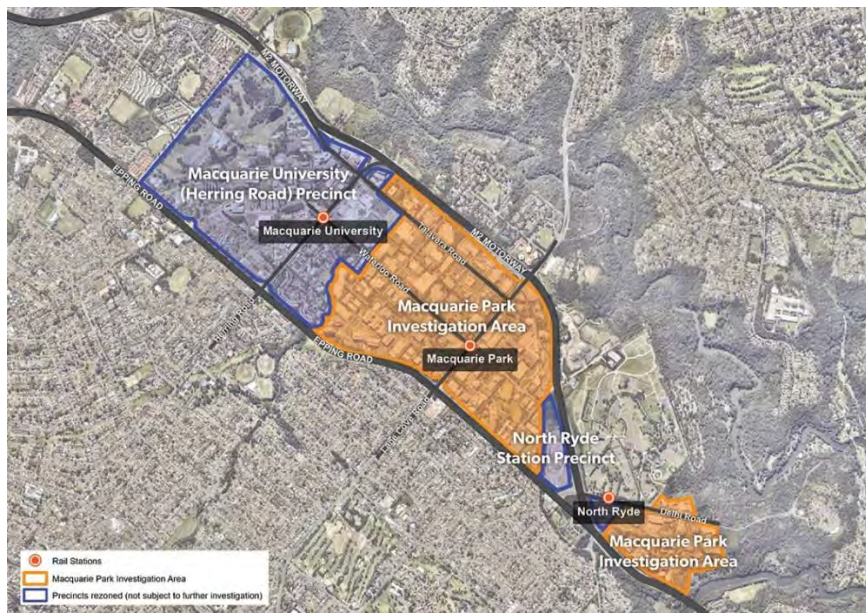 M2 MOTORWAY
Macquarie University
(Herring Road) Precinct
EPPING ROAD
Macquarie University
Talavera Road
M2 MOTORWAY
Waterloo Road
Herring Road
Macquarie Park
Investigation Area
Macquarie Park
EPPING ROAD
Lane Cove Road
North Ryde
Station Precinct
North Ryde
Delhi Road
Macquarie Park
Investigation Area
Rail Stations
Macquarie Park Investigation Area
Precincts rezoned (not subject to further investigation)